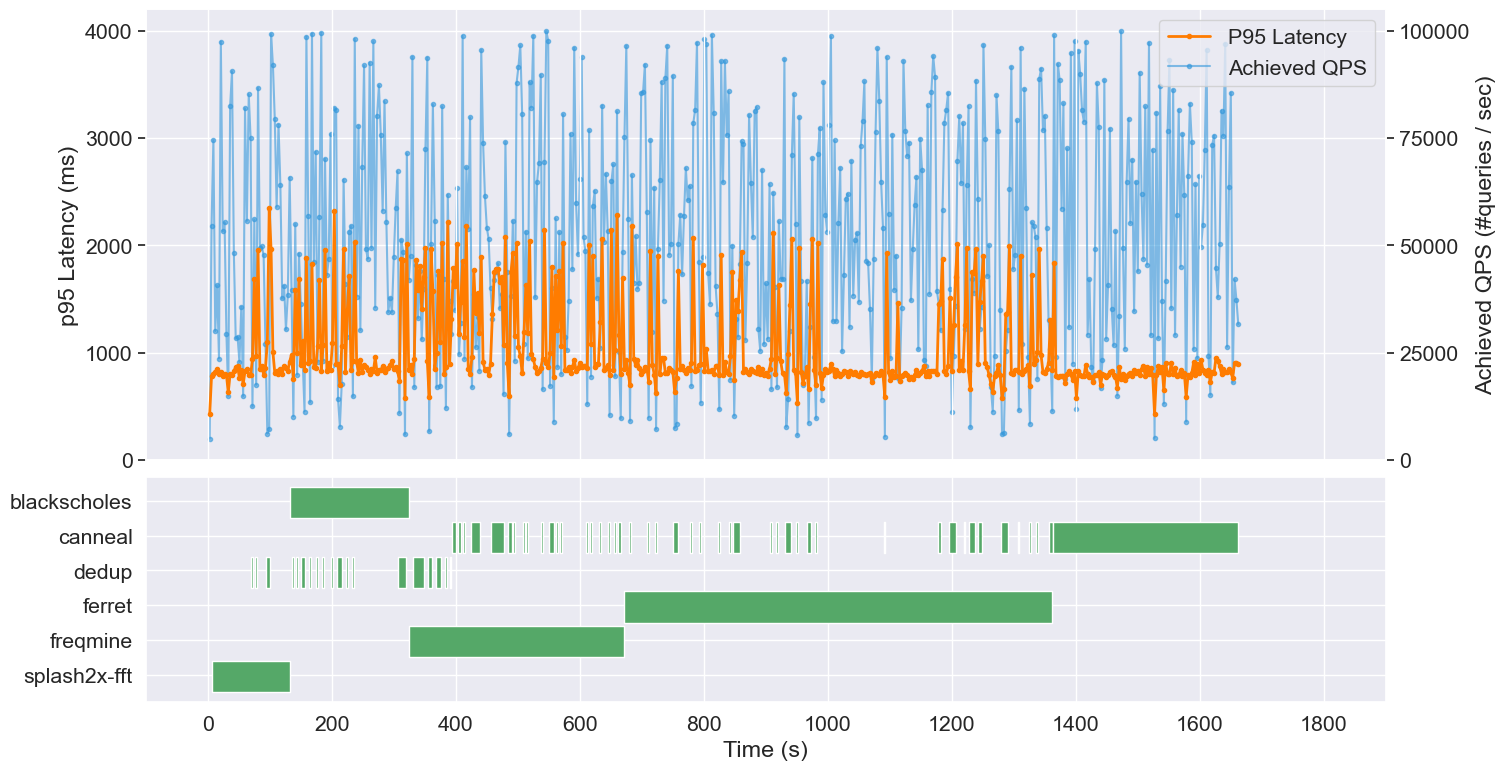 4000
3000
2000
1000
0
p95 Latency (ms)
P95 Latency
Achieved QPS
100000
75000
50000
25000
0
Achieved QPS (#queries / sec)
blackscholes
canneal
dedup
ferret
freqmine
splash2x-fft
0 200 400 600 800 1000 1200 1400 1600 1800
Time (s)